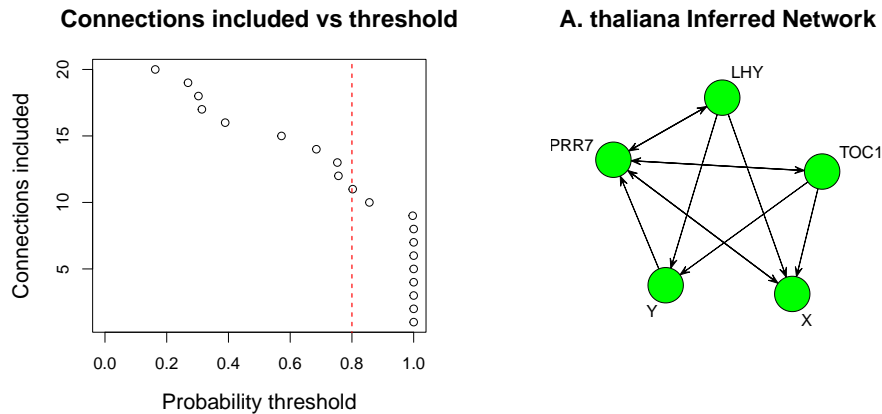 Connections included vs threshold
Connections included
20
15
10
5
0.0 0.2 0.4 0.6 0.8 1.0
Probability threshold
A. thaliana Inferred Network
LHY
PRR7
TOC1
Y
X